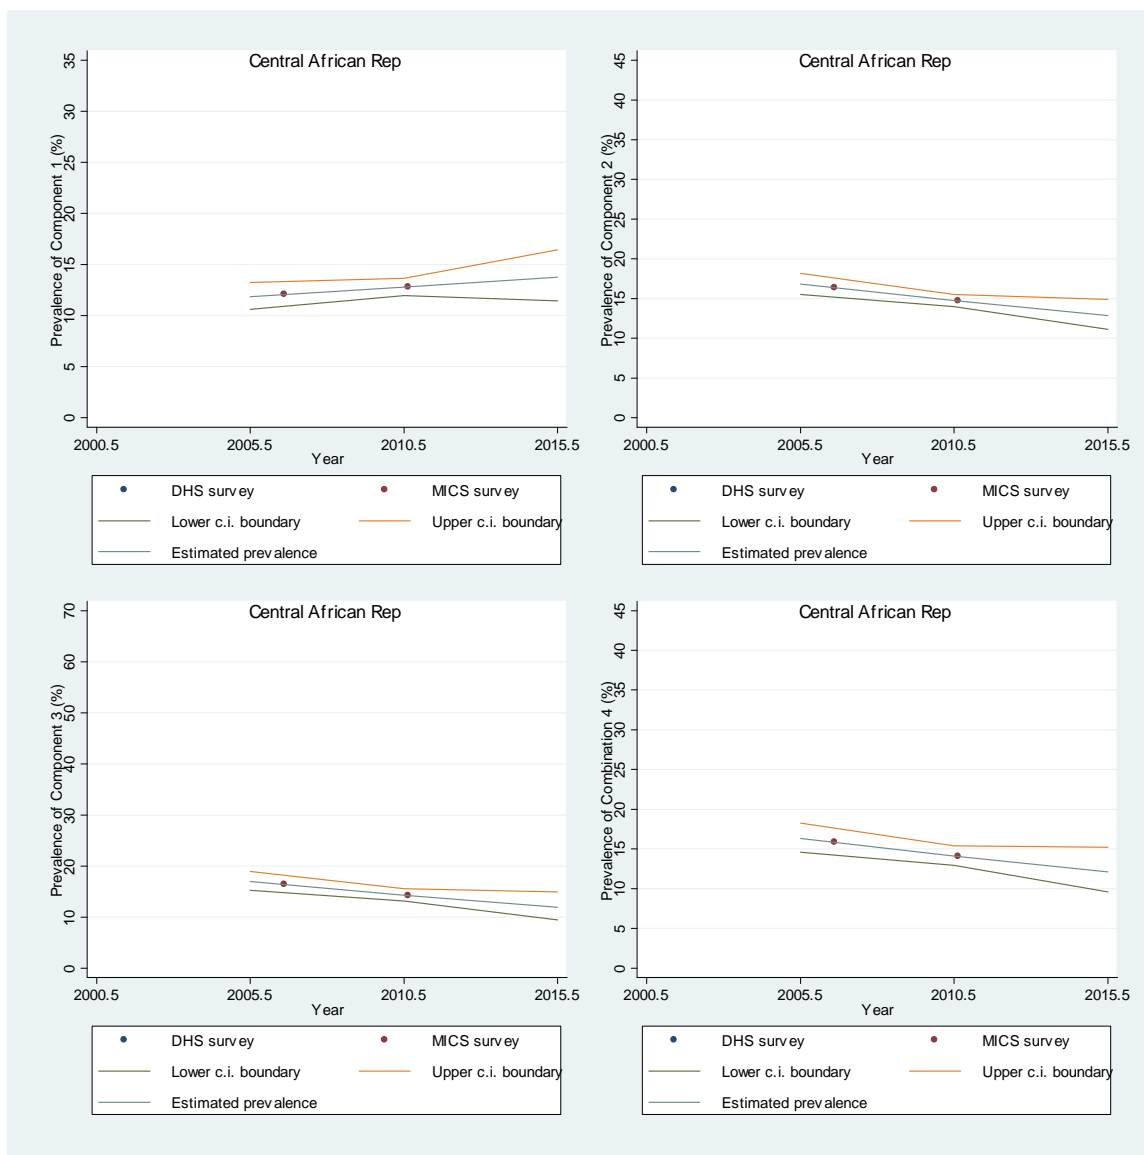 Central African Rep
Prevalence of Component 1 (%)
35
30
25
20
15
10
5
0
2000.5 2005.5 2010.5 2015.5
Year
DHS survey MICS survey
Lower c.i. boundary Upper c.i. boundary
Estimated prevalence
Central African Rep
Prevalence of Component 2 (%)
45
40
35
30
25
20
15
10
5
0
2000.5 2005.5 2010.5 2015.5
Year
DHS survey MICS survey
Lower c.i. boundary Upper c.i. boundary
Estimated prevalence
Central African Rep
Prevalence of Component 3 (%)
70
60
50
40
30
20
10
0
2000.5 2005.5 2010.5 2015.5
Year
DHS survey MICS survey
Lower c.i. boundary Upper c.i. boundary
Estimated prevalence
Central African Rep
Prevalence of Combination 4 (%)
45
40
35
30
25
20
15
10
5
0
2000.5 2005.5 2010.5 2015.5
Year
DHS survey MICS survey
Lower c.i. boundary Upper c.i. boundary
Estimated prevalence